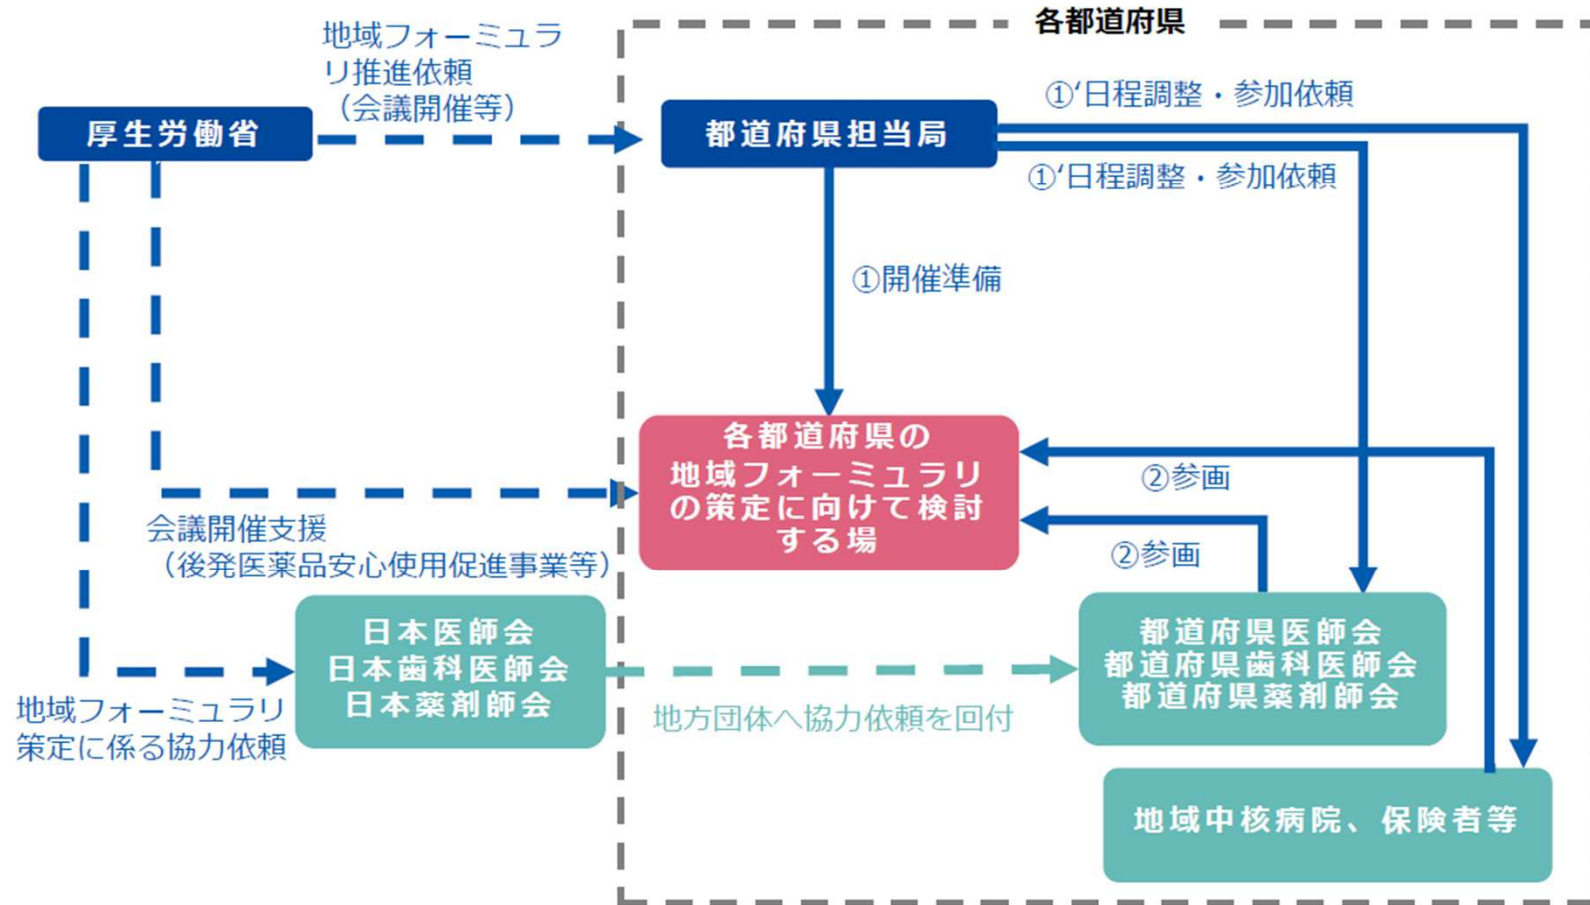 各都道府県
地域フォーミュラ
リ推進依頼
（会議開催等）
厚生労働省
都道府県担当局
①‘日程調整・参加依頼
①‘日程調整・参加依頼
①開催準備
各都道府県の
地域フォーミュラリ
の策定に向けて検討
する場
②参画
②参画
会議開催支援
（後発医薬品安心使用促進事業等）
日本医師会
日本歯科医師会
日本薬剤師会
都道府県医師会
都道府県歯科医師会
都道府県薬剤師会
地域フォーミュラリ
策定に係る協力依頼
地方団体へ協力依頼を回付
地域中核病院、保険者等